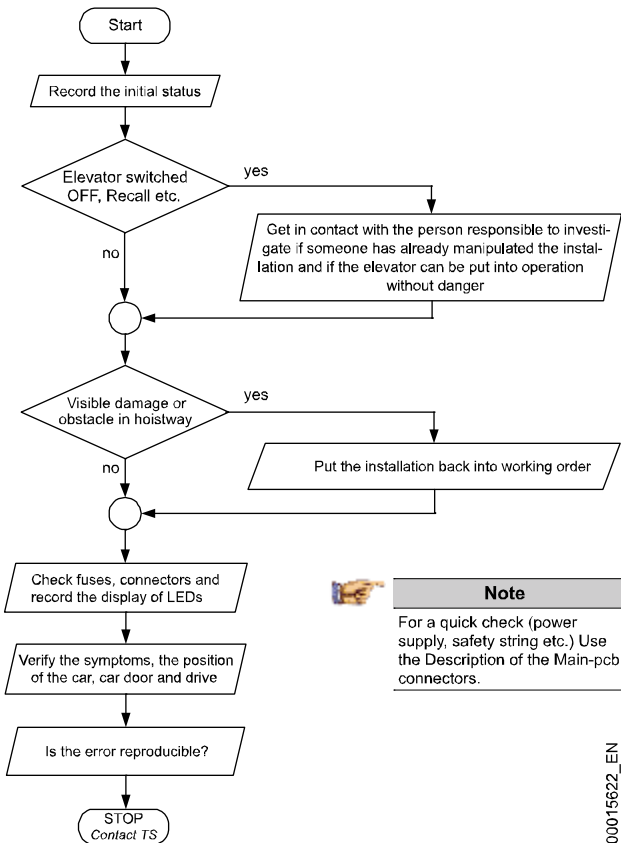 Start
Record the initial status
Elevator switched
OFF, Recall etc.
yes
Get in contact with the person responsible to investi-
gate if someone has already manipulated the instal-
lation and if the elevator can be put into operation
without danger
no
Visible damage or
obstacle in hoistway
yes
Put the installation back into working order
no
Check fuses, connectors and
record the display of LEDs
Note
For a quick check (power
supply, safety string etc.) Use
the Description of the Main-pcb
connectors.
Verify the symptoms, the position
of the car, car door and drive
Is the error reproducible?
STOP
Contact TS
00015622_EN